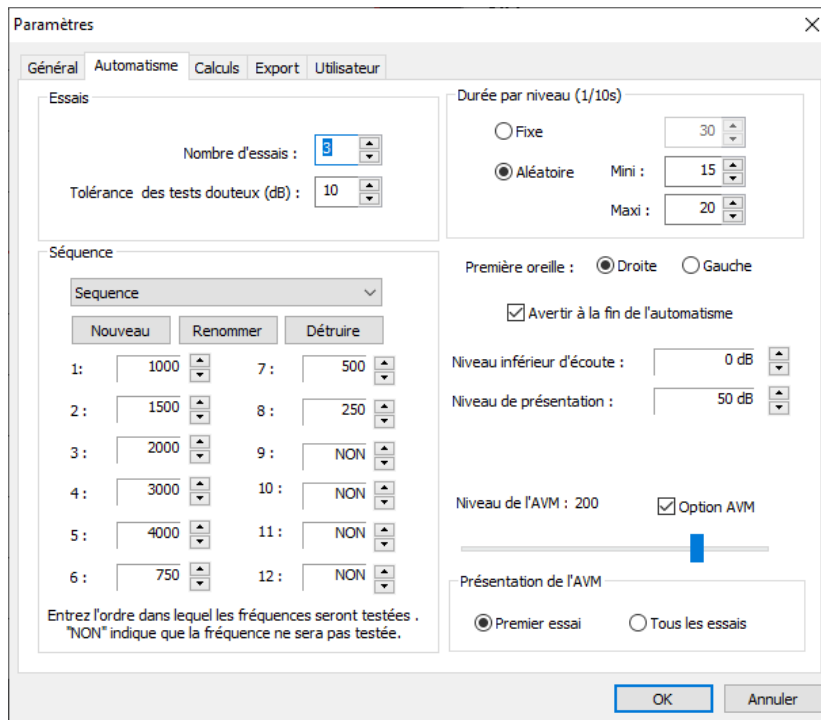 Paramètres
Général Automatisme Calculs Export Utilisateur
Essais
Nombre d'essais : 3
Tolérance des tests douteux (dB) : 10
Durée par niveau (1/10s)
Fixe 30
Aléatoire Mini : 15
Maxi : 20
Séquence
Sequence
Nouveau Renommer Détruire
1: 1000 7 : 500
2 : 1500 8 : 250
3 : 2000 9 : NON
4 : 3000 10 : NON
5 : 4000 11 : NON
6 : 750 12 : NON
Entrez l'ordre dans lequel les fréquences seront testées .
"NON" indique que la fréquence ne sera pas testée.
Première oreille : Droite Gauche
Avertir à la fin de l'automatisme
Niveau inférieur d'écoute : 0 dB
Niveau de présentation : 50 dB
Niveau de l'AVM : 200 Option AVM
Présentation de l'AVM
Premier essai Tous les essais
OK Annuler